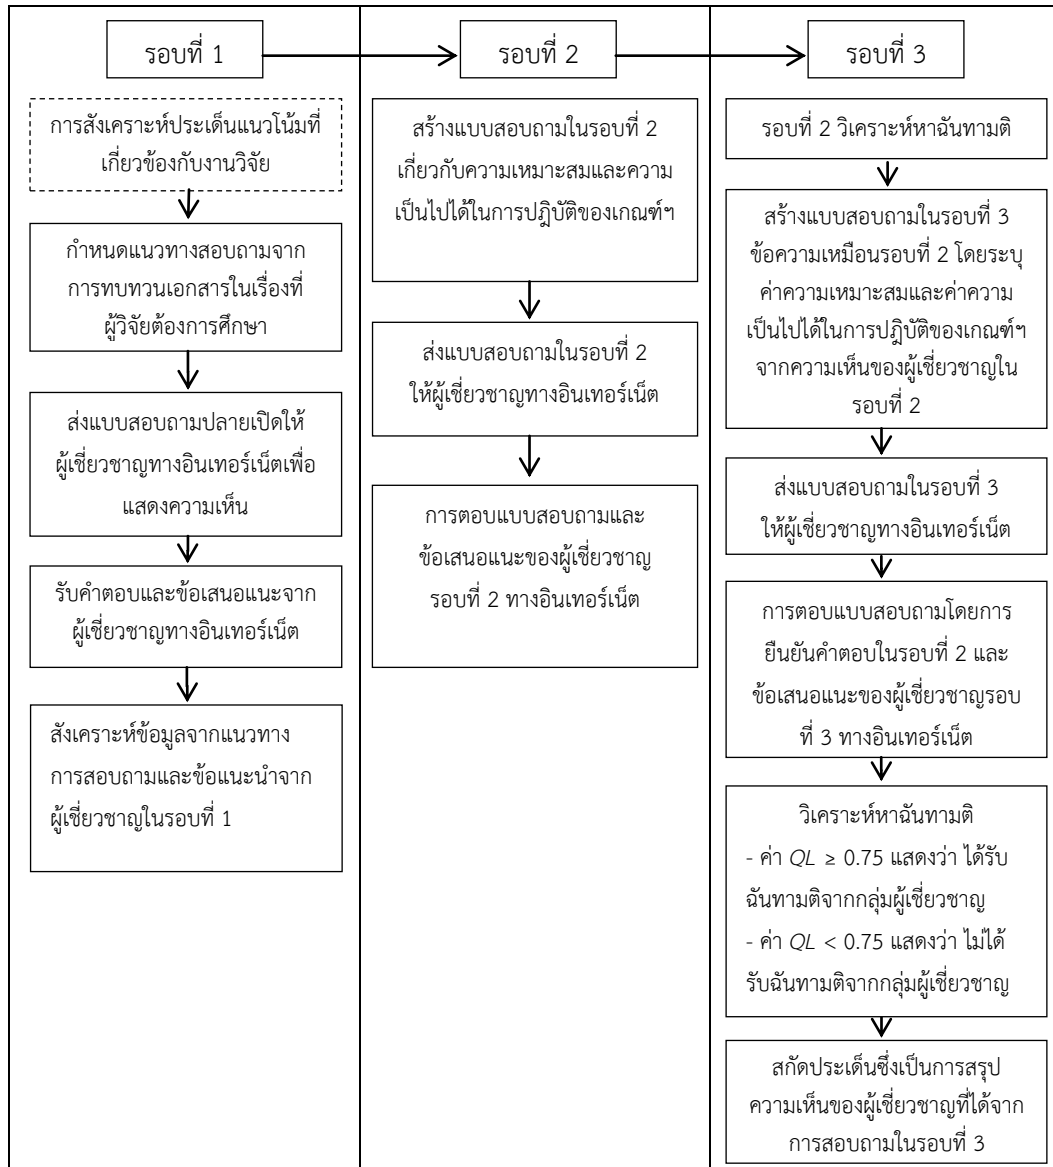 รอบที่ 1
รอบที่ 2
รอบที่ 3
การสังเคราะห์ประเด็นแนวโน้มที่
เกี่ยวข้องกับงานวิจัย
กำหนดแนวทางสอบถามจาก
การทบทวนเอกสารในเรื่องที่
ผู้วิจัยต้องการศึกษา
ส่งแบบสอบถามปลายเปิดให้
ผู้เชี่ยวชาญทางอินเทอร์เน็ตเพื่อ
แสดงความเห็น
รับคำตอบและข้อเสนอแนะจาก
ผู้เชี่ยวชาญทางอินเทอร์เน็ต
สังเคราะห์ข้อมูลจากแนวทาง
การสอบถามและข้อแนะนำจาก
ผู้เชี่ยวชาญในรอบที่ 1
สร้างแบบสอบถามในรอบที่ 2
เกี่ยวกับความเหมาะสมและความ
เป็นไปได้ในการปฏิบัติของเกณฑ์ฯ
ส่งแบบสอบถามในรอบที่ 2
ให้ผู้เชี่ยวชาญทางอินเทอร์เน็ต
การตอบแบบสอบถามและ
ข้อเสนอแนะของผู้เชี่ยวชาญ
รอบที่ 2 ทางอินเทอร์เน็ต
รอบที่ 2 วิเคราะห์หาฉันทามติ
สร้างแบบสอบถามในรอบที่ 3
ข้อความเหมือนรอบที่ 2 โดยระบุ
ค่าความเหมาะสมและค่าความ
เป็นไปได้ในการปฏิบัติของเกณฑ์ฯ
จากความเห็นของผู้เชี่ยวชาญใน
รอบที่ 2
ส่งแบบสอบถามในรอบที่ 3
ให้ผู้เชี่ยวชาญทางอินเทอร์เน็ต
การตอบแบบสอบถามโดยการ
ยืนยันคำตอบในรอบที่ 2 และ
ข้อเสนอแนะของผู้เชี่ยวชาญรอบ
ที่ 3 ทางอินเทอร์เน็ต
วิเคราะห์หาฉันทามติ
- ค่า QL ≥ 0.75 แสดงว่า ได้รับ
ฉันทามติจากกลุ่มผู้เชี่ยวชาญ
- ค่า QL < 0.75 แสดงว่า ไม่ได้
รับฉันทามติจากกลุ่มผู้เชี่ยวชาญ
สกัดประเด็นซึ่งเป็นการสรุป
ความเห็นของผู้เชี่ยวชาญที่ได้จาก
การสอบถามในรอบที่ 3